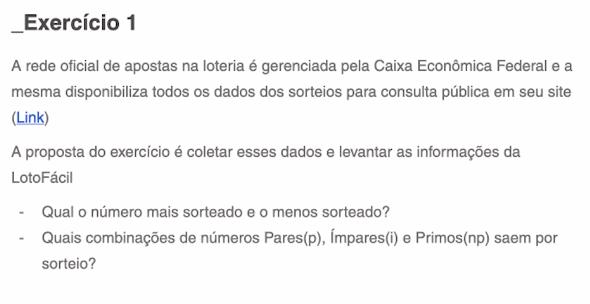 _Exercício 1
A rede oficial de apostas na loteria é gerenciada pela Caixa Econômica Federal e a
mesma disponibiliza todos os dados dos sorteios para consulta pública em seu site
(Link)
A proposta do exercício é coletar esses dados e levantar as informações da
LotoFácil
- Qual o número mais sorteado e o menos sorteado?
- Quais combinações de números Pares(p), Ímpares(i) e Primos(np) saem por
sorteio?